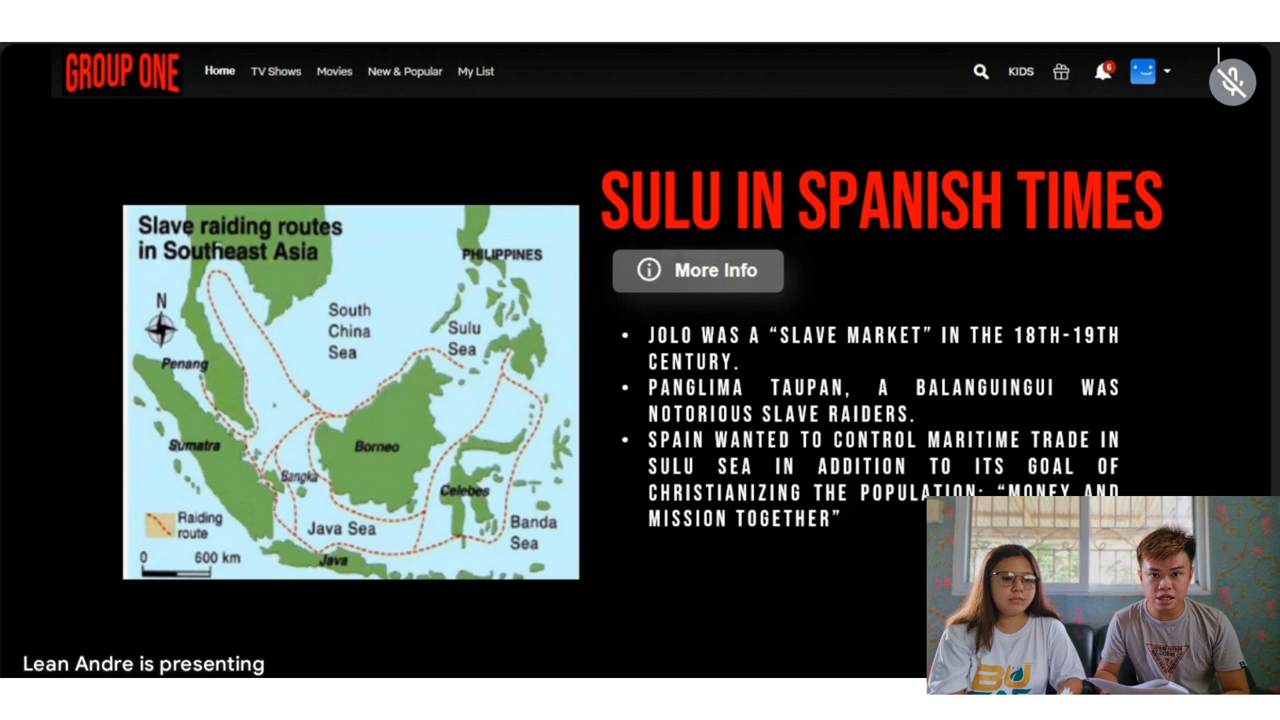 GROUP ONE
Home TV Shows Movies New & Popular My List
KIDS
6
SULU IN SPANISH TIMES
More Info
Slave raiding routes
in Southeast Asia
PHILIPPINES
N
South
China
Sea
Sulu
Sea
Penang
Sumatra
Borneo
Bangka
Celebes
Raiding
route
Java Sea
Banda
Sea
0 600 km
Java
• JOLO WAS A “SLAVE MARKET” IN THE 18TH-19TH
CENTURY.
• PANGLIMA TAUPAN, A BALANGUINGUI WAS
NOTORIOUS SLAVE RAIDERS.
• SPAIN WANTED TO CONTROL MARITIME TRADE IN
SULU SEA IN ADDITION TO ITS GOAL OF
CHRISTIANIZING THE POPULATION: “MONEY AND
MISSION TOGETHER”
BU
Lean Andre is presenting